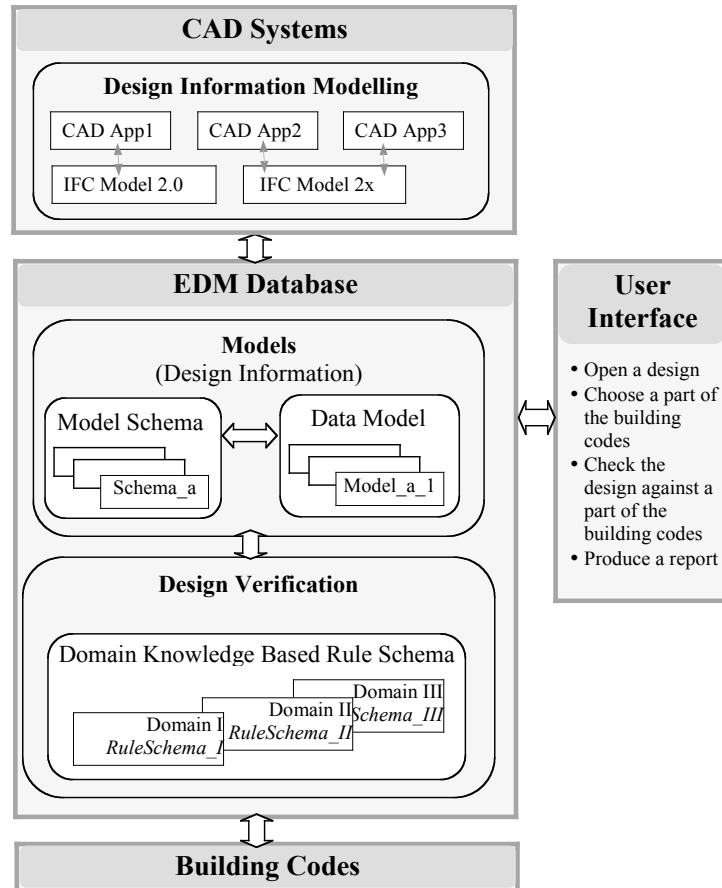 CAD Systems
Design Information Modelling
CAD App1
CAD App2
CAD App3
IFC Model 2.0
IFC Model 2x
EDM Database
Models
(Design Information)
Model Schema
Schema_a
Data Model
Model_a_1
Design Verification
Domain Knowledge Based Rule Schema
Domain I
RuleSchema_I
Domain II
RuleSchema_II
Domain III
Schema_III
Building Codes
User
Interface
• Open a design
• Choose a part of
the building
codes
• Check the
design against a
part of the
building codes
• Produce a report